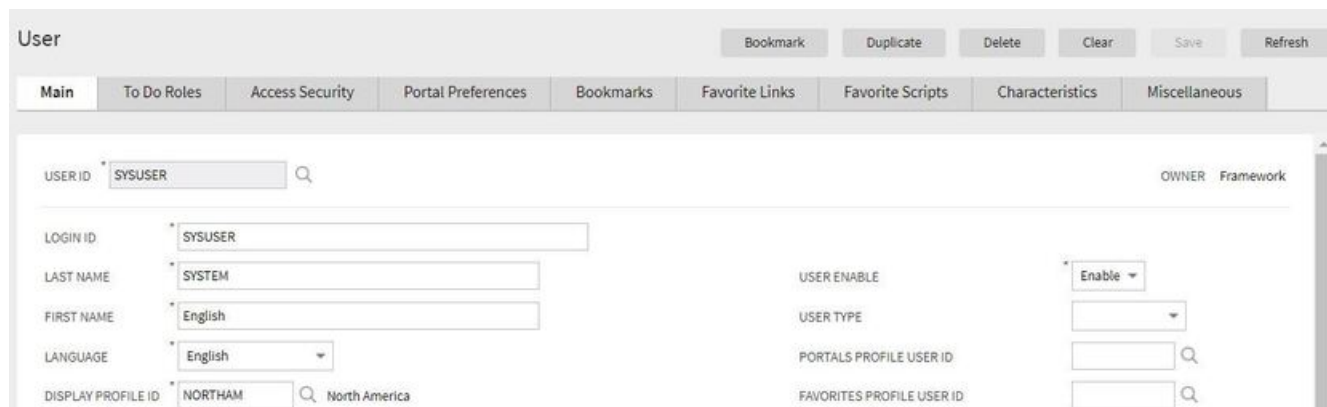 User
Bookmark Duplicate Delete Clear Save Refresh
Main To Do Roles Access Security Portal Preferences Bookmarks Favorite Links Favorite Scripts Characteristics Miscellaneous
USER ID * SYSUSER OWNER Framework
LOGIN ID * SYSUSER
LAST NAME * SYSTEM USER ENABLE * Enable
FIRST NAME * English USER TYPE
LANGUAGE * English PORTALS PROFILE USER ID
DISPLAY PROFILE ID * NORTHAM North America FAVORITES PROFILE USER ID